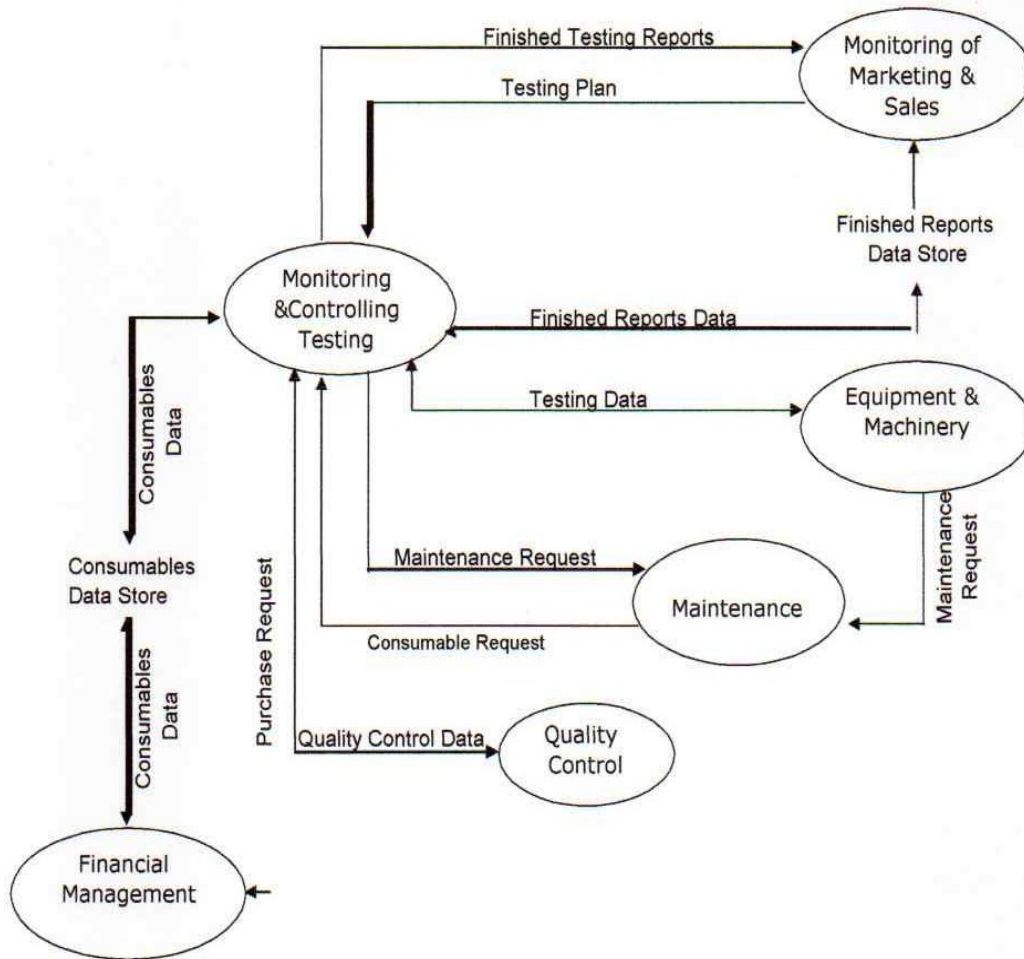 Finished Testing Reports
Monitoring of
Marketing &
Sales
Testing Plan
Finished Reports
Data Store
Monitoring
&Controlling
Testing
Finished Reports Data
Consumables
Data
Testing Data
Equipment &
Machinery
Maintenance
Request
Maintenance Request
Consumables
Data Store
Maintenance
Consumable Request
Purchase Request
Consumables
Data
Quality Control Data
Quality
Control
Financial
Management